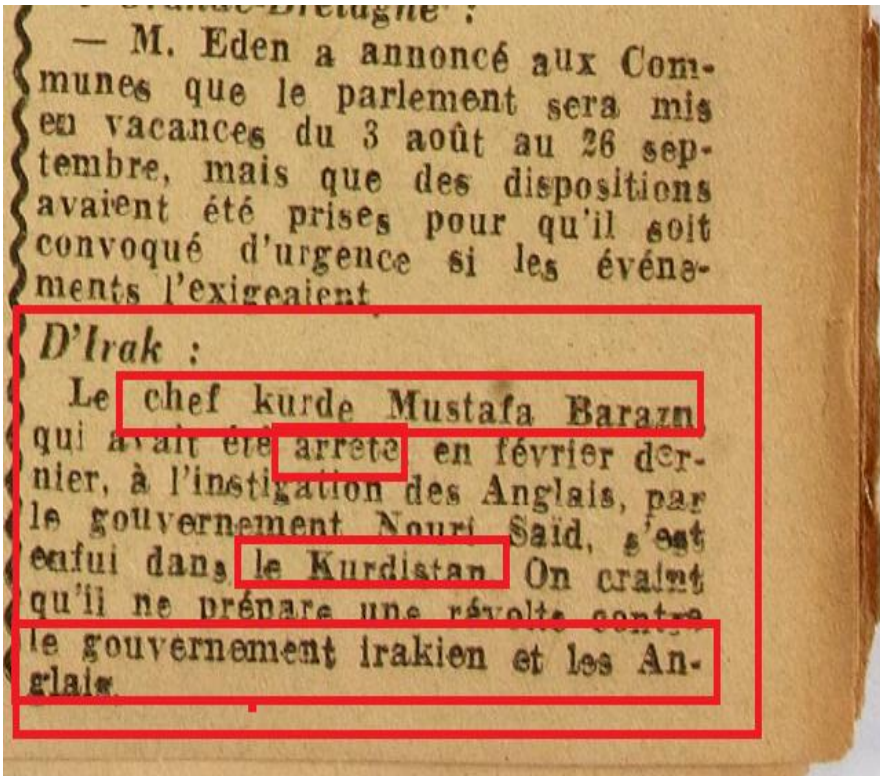 Grande-Bretagne :
— M. Eden a annoncé aux Com-
munes que le parlement sera mis
en vacances du 3 août au 26 sep-
tembre, mais que des dispositions
avaient été prises pour qu'il soit
convoqué d'urgence si les événe-
ments l'exigeaient
D'Irak :
Le chef kurde Mustafa Barazn
qui avait été arrete en février der-
nier, à l'instigation des Anglais, par
le gouvernement Nouri Saïd, s'est
enfui dans le Kurdistan On craint
qu'il ne prépare une révolte contre
le gouvernement irakien et les An-
glais.